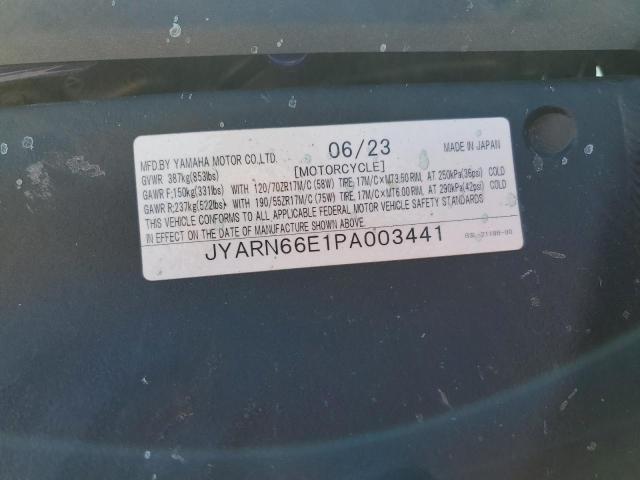 MFD.BY YAMAHA MOTOR CO.,LTD. 06/23 MADE IN JAPAN
GVWR 387kg(853lbs) [MOTORCYCLE]
GAWR F;150kg(331lbs) WITH 120/70ZR17M/C (58W) TIRE, 17M/C×MT3.50 RIM, AT 250kPa(36psi) COLD
GAWR R;237kg(522lbs) WITH 190/55ZR17M/C (75W) TIRE, 17M/C×MT6.00 RIM, AT 290kPa(42psi) COLD
THIS VEHICLE CONFORMS TO ALL APPLICABLE FEDERAL MOTOR VEHICLE SAFETY STANDARDS
IN EFFECT ON THE DATE OF MANUFACTURE SHOWN ABOVE.
JYARN66E1PA003441